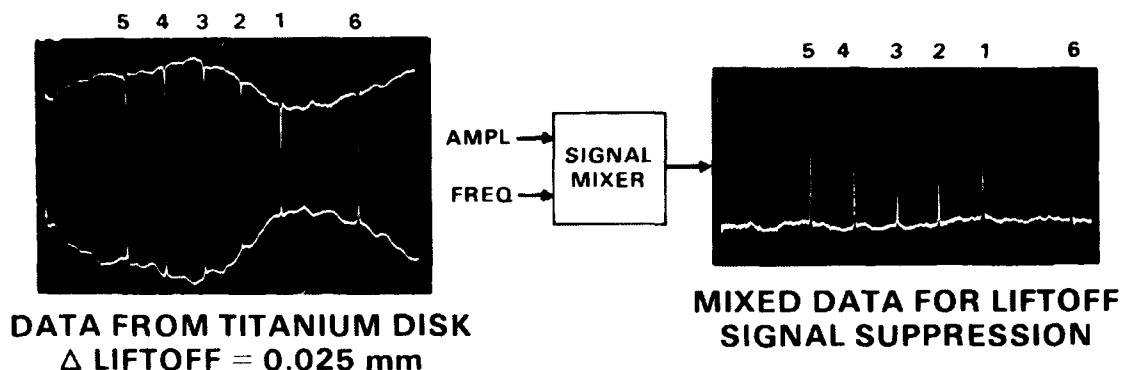 5 4 3 2 1 6
5 4 3 2 1 6
AMPL
FREQ
SIGNAL
MIXER
DATA FROM TITANIUM DISK
Δ LIFTOFF = 0.025 mm
MIXED DATA FOR LIFTOFF
SIGNAL SUPPRESSION